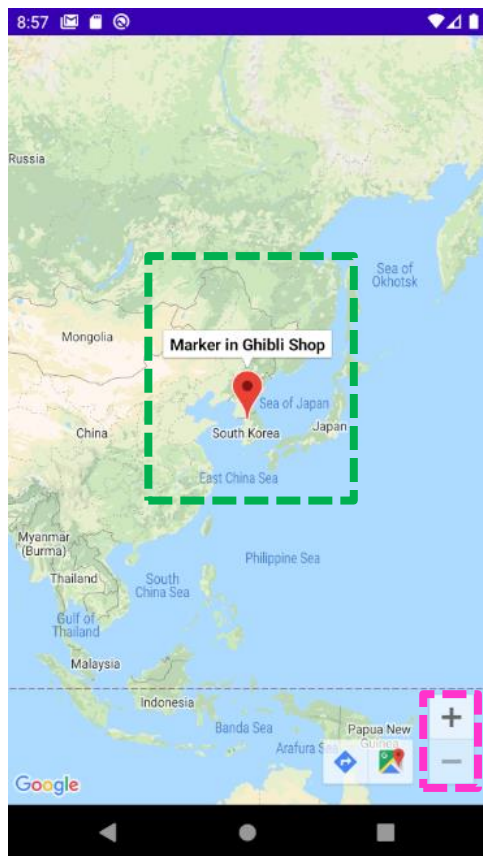 8:57
Russia
Sea of
Okhotsk
Mongolia
Marker in Ghibli Shop
Sea of Japan
China
South Korea
Japan
East China Sea
Myanmar
(Burma)
Philippine Sea
Thailand
South
China Sea
Gulf of
Thailand
Malaysia
Indonesia
Banda Sea
Papua New
Guinea
Arafura S
+
−
Google